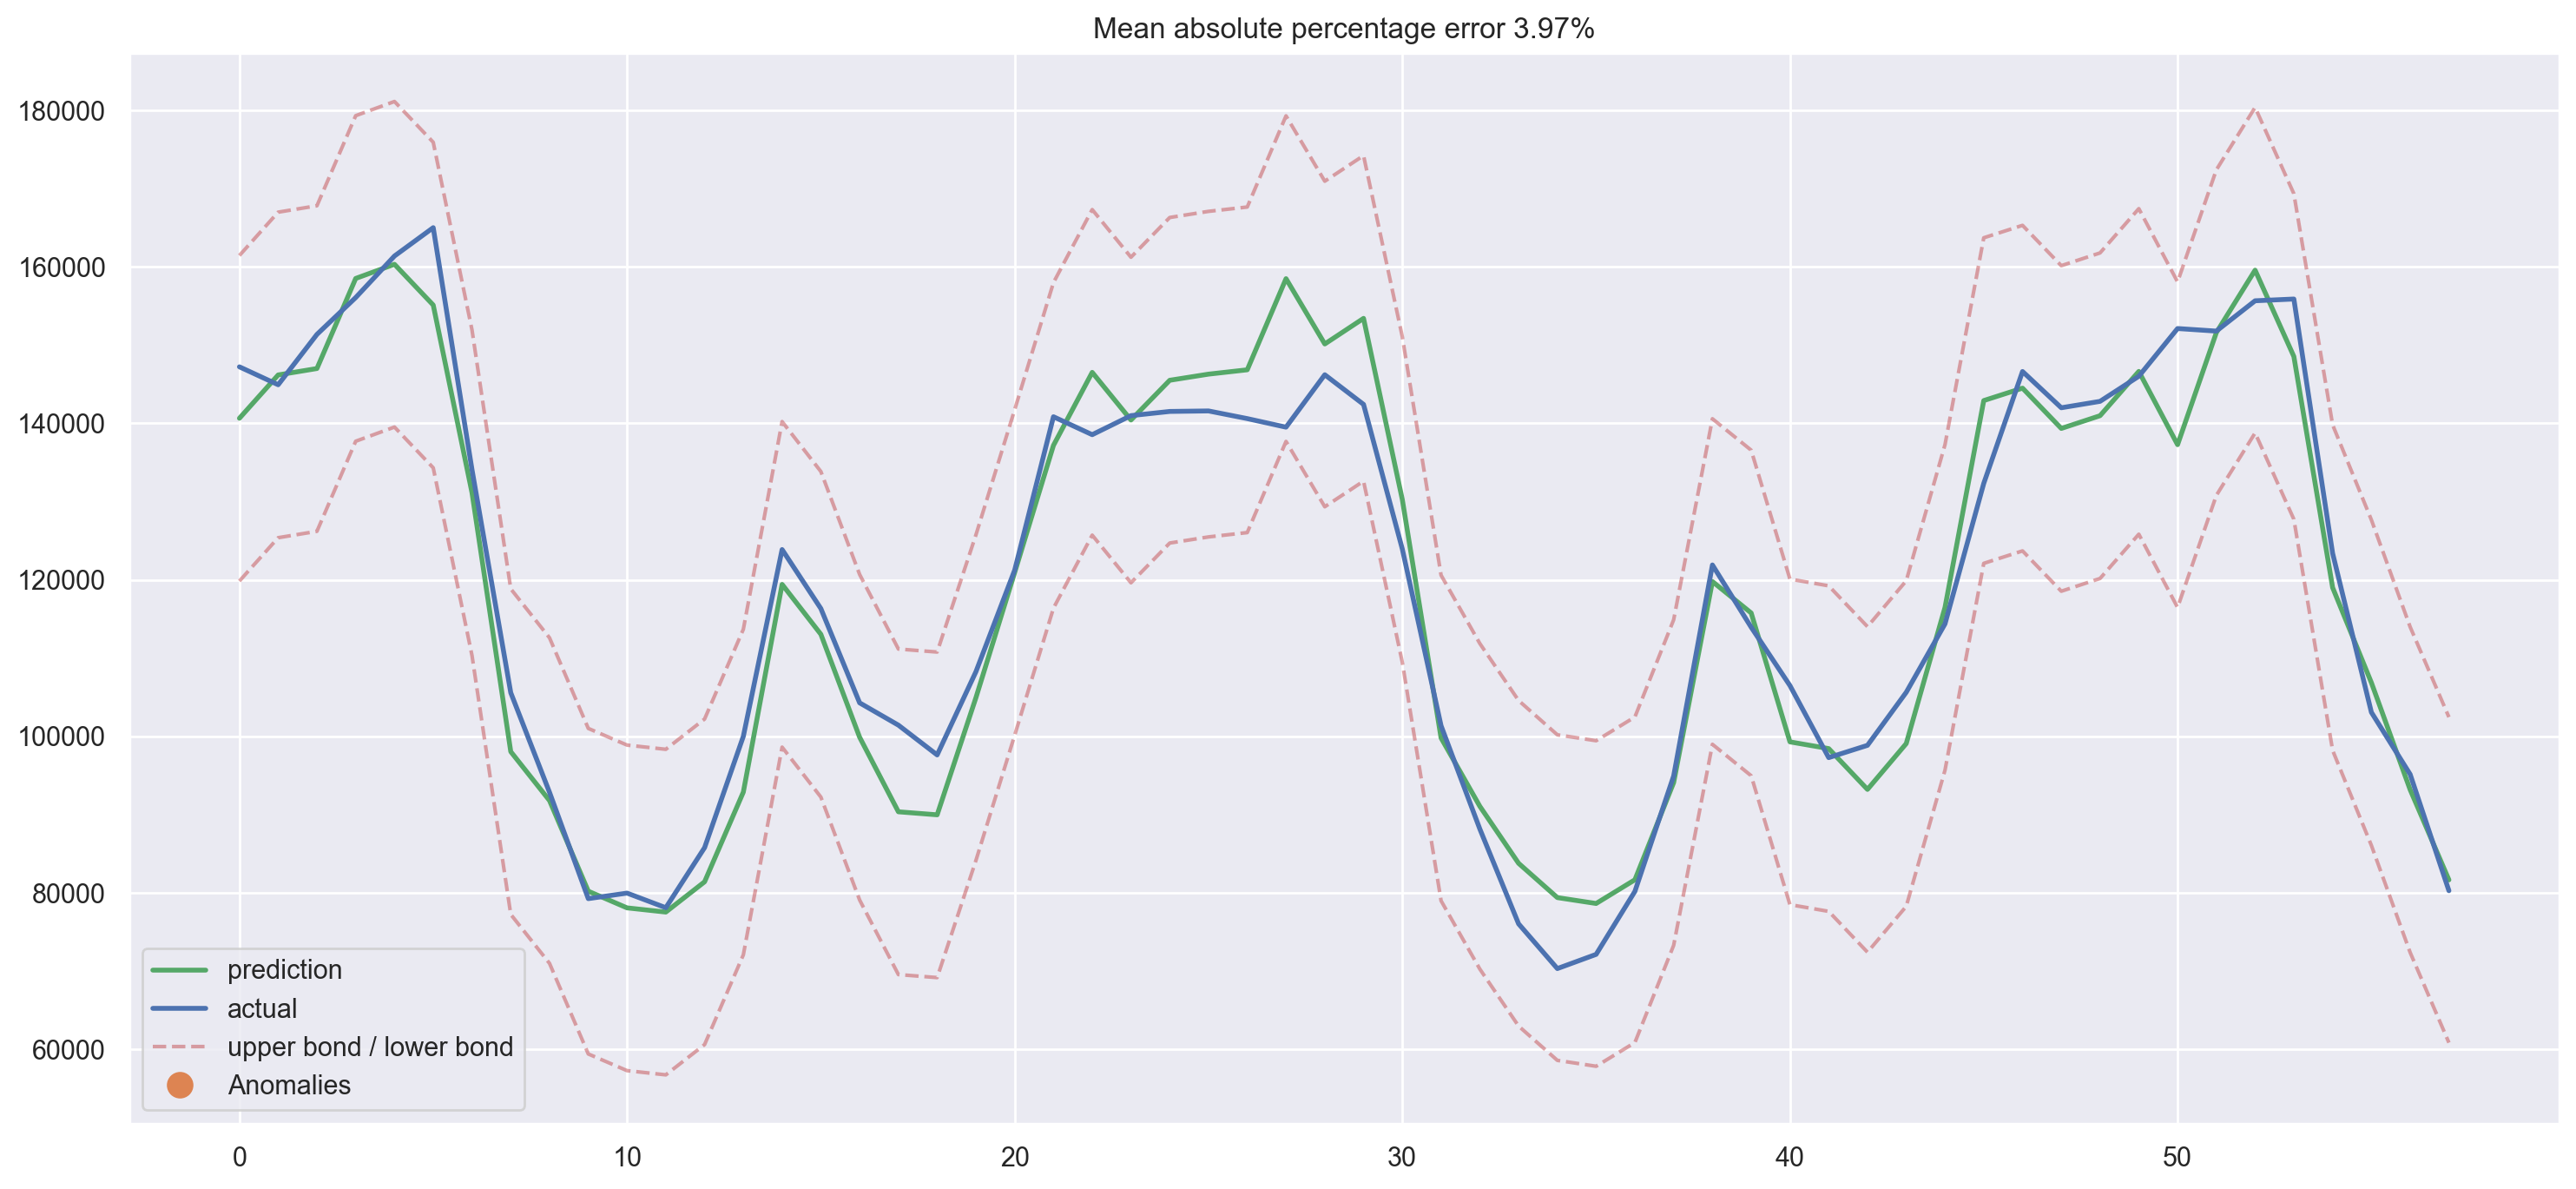 Mean absolute percentage error 3.97%
180000
160000
140000
120000
100000
80000
60000
prediction
actual
upper bond / lower bond
Anomalies
0 10 20 30 40 50